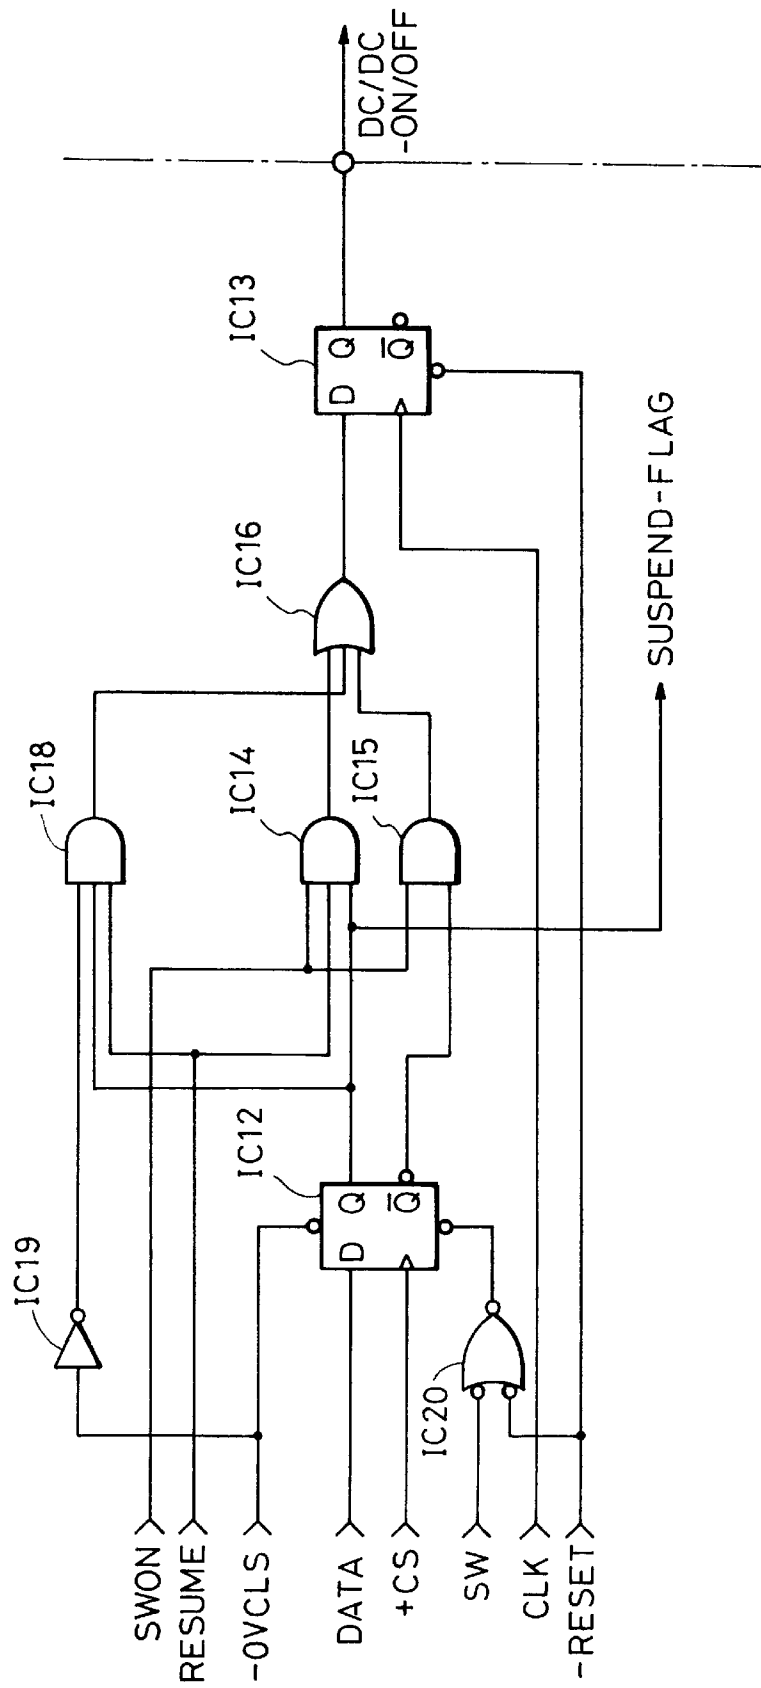 SWON
RESUME
-OVCLS
DATA
+CS
SW
CLK
-RESET
IC19
IC20
IC12
D Q
Q̅
IC18
IC14
IC15
IC16
IC13
D Q
Q̅
SUSPEND-FLAG
DC/DC
-ON/OFF